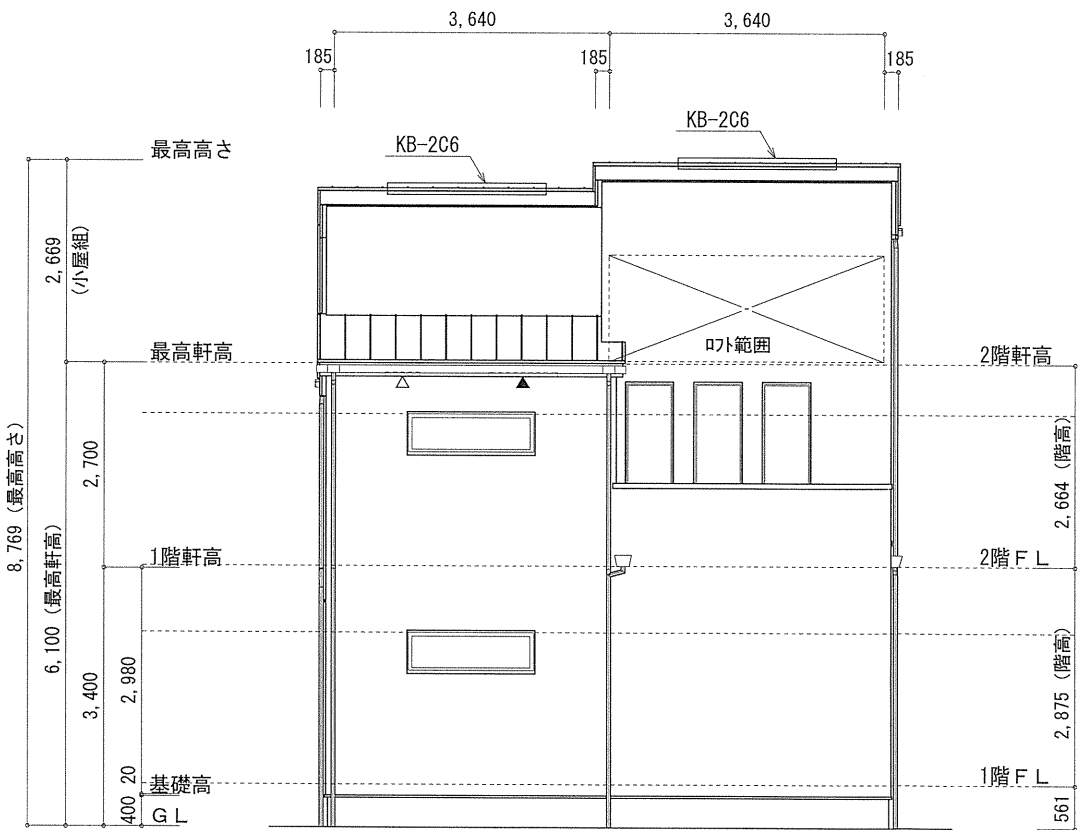 3,640
3,640
185
185
185
KB-2C6
KB-2C6
最高高さ
2,669
(小屋組)
ロフト範囲
最高軒高
2階軒高
8,769 (最高高さ)
6,100 (最高軒高)
2,700
2,664 (階高)
1階軒高
2階FL
3,400
2,980
2,875 (階高)
20
基礎高
1階FL
400
GL
561